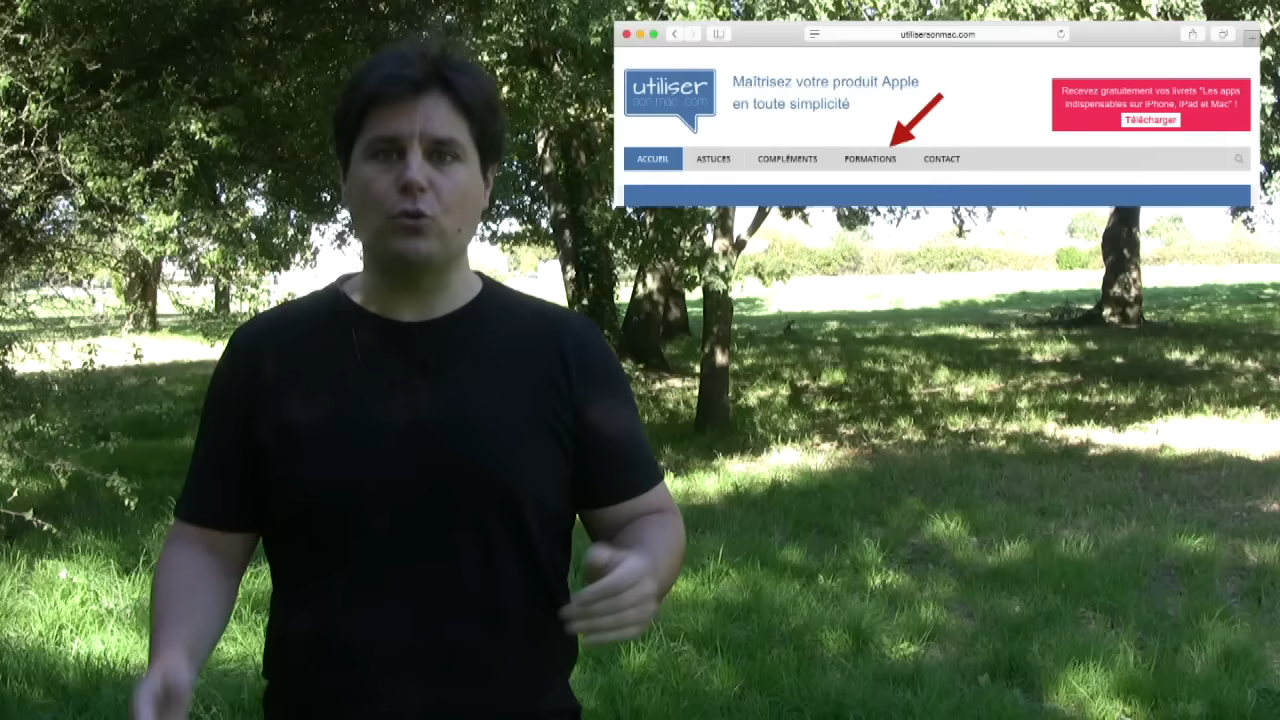 utilisersonmac.com
utiliser
son mac .com
Maîtrisez votre produit Apple
en toute simplicité
Recevez gratuitement vos livrets "Les apps
indispensables sur iPhone, iPad et Mac" !
Télécharger
ACCUEIL ASTUCES COMPLÉMENTS FORMATIONS CONTACT